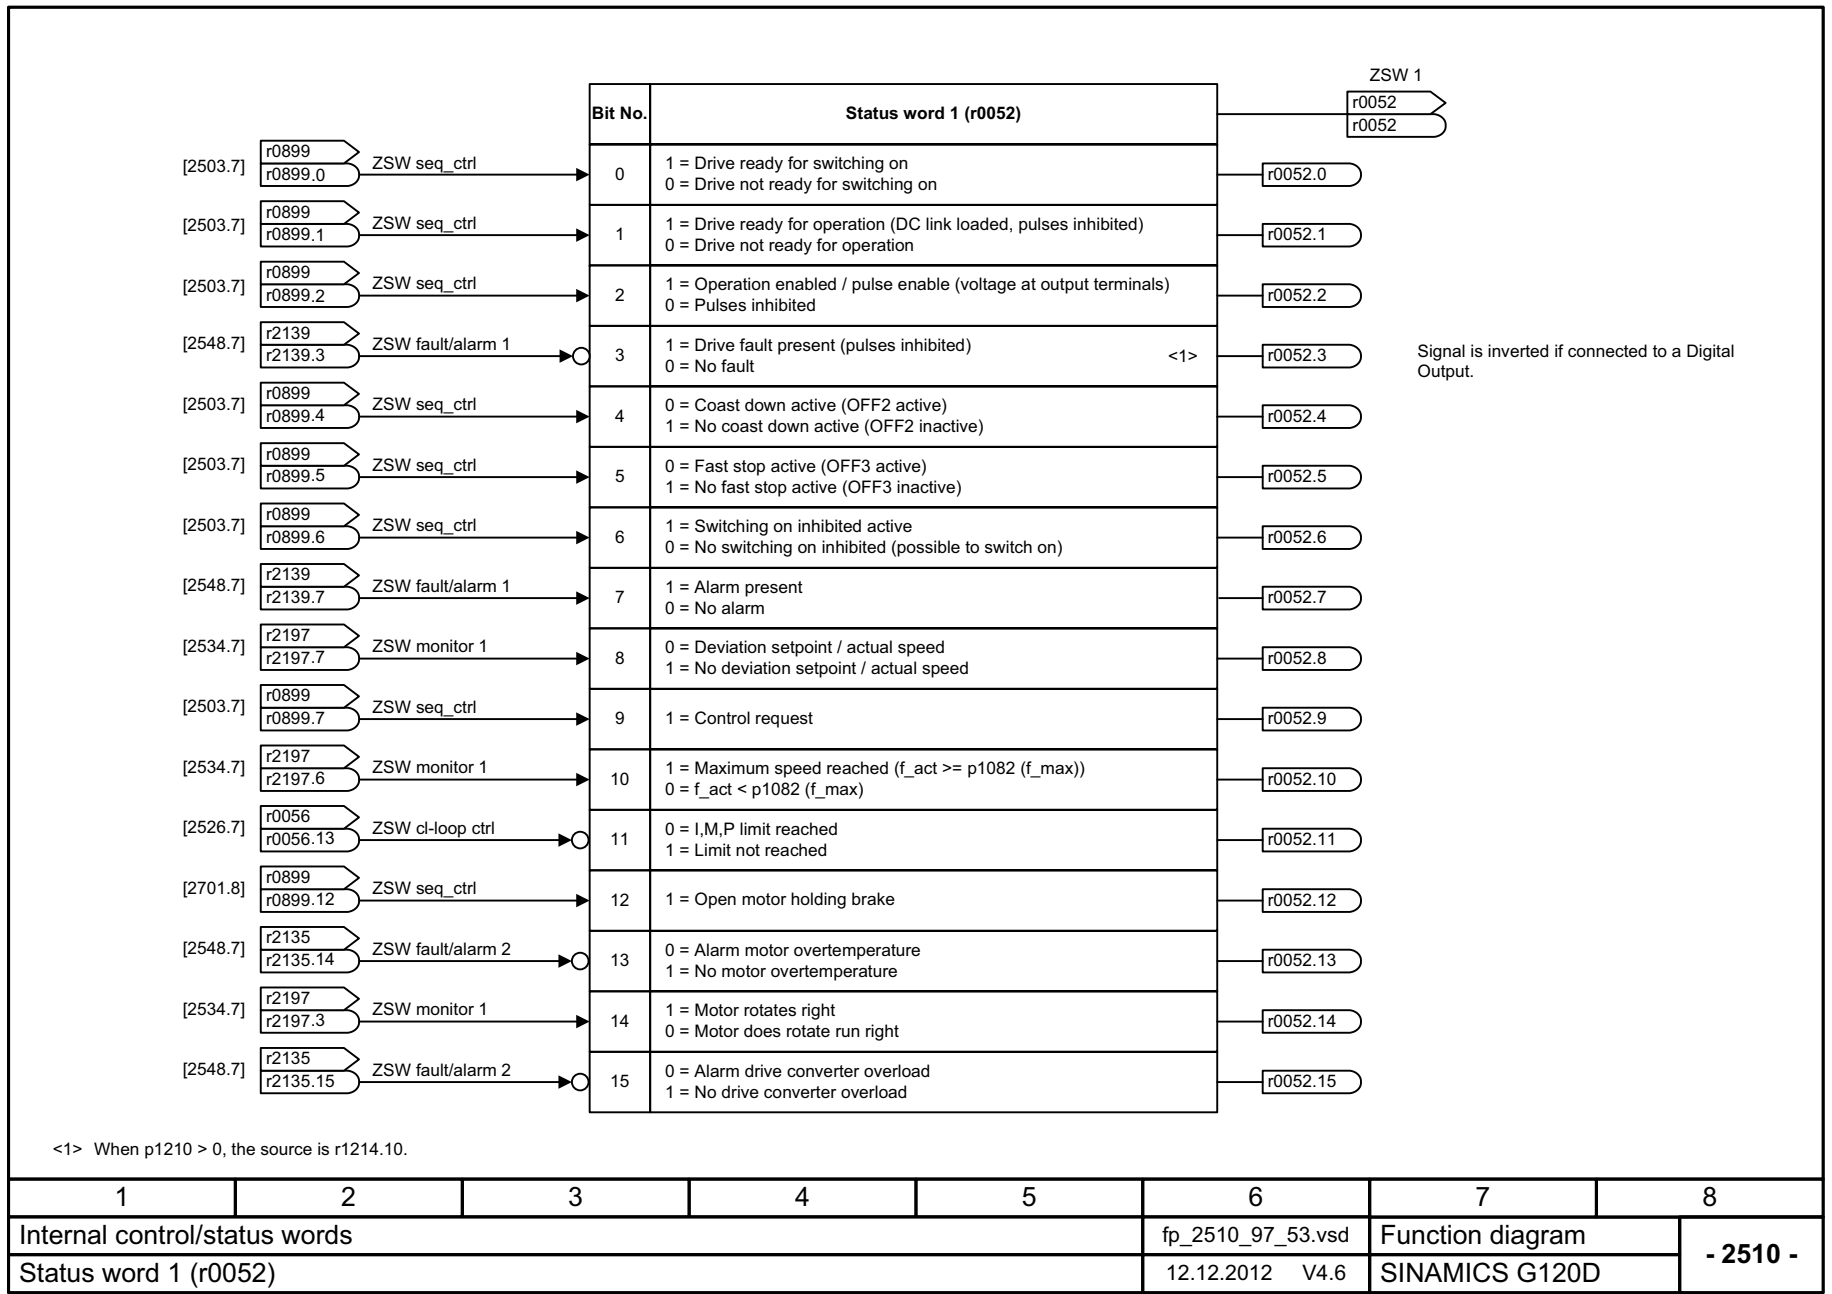 ZSW 1
Bit No. Status word 1 (r0052) r0052
r0052
[2503.7] r0899 ZSW seq_ctrl 0 1 = Drive ready for switching on
r0899.0 0 = Drive not ready for switching on r0052.0
[2503.7] r0899 ZSW seq_ctrl 1 1 = Drive ready for operation (DC link loaded, pulses inhibited)
r0899.1 0 = Drive not ready for operation r0052.1
[2503.7] r0899 ZSW seq_ctrl 2 1 = Operation enabled / pulse enable (voltage at output terminals)
r0899.2 0 = Pulses inhibited r0052.2
[2548.7] r2139 ZSW fault/alarm 1 3 1 = Drive fault present (pulses inhibited) <1> r0052.3 Signal is inverted if connected to a Digital
r2139.3 0 = No fault Output.
[2503.7] r0899 ZSW seq_ctrl 4 0 = Coast down active (OFF2 active)
r0899.4 1 = No coast down active (OFF2 inactive) r0052.4
[2503.7] r0899 ZSW seq_ctrl 5 0 = Fast stop active (OFF3 active)
r0899.5 1 = No fast stop active (OFF3 inactive) r0052.5
[2503.7] r0899 ZSW seq_ctrl 6 1 = Switching on inhibited active
r0899.6 0 = No switching on inhibited (possible to switch on) r0052.6
[2548.7] r2139 ZSW fault/alarm 1 7 1 = Alarm present
r2139.7 0 = No alarm r0052.7
[2534.7] r2197 ZSW monitor 1 8 0 = Deviation setpoint / actual speed
r2197.7 1 = No deviation setpoint / actual speed r0052.8
[2503.7] r0899 ZSW seq_ctrl
r0899.7 9 1 = Control request r0052.9
[2534.7] r2197 ZSW monitor 1 10 1 = Maximum speed reached (f_act >= p1082 (f_max))
r2197.6 0 = f_act < p1082 (f_max) r0052.10
[2526.7] r0056 ZSW cl-loop ctrl 11 0 = I,M,P limit reached
r0056.13 1 = Limit not reached r0052.11
[2701.8] r0899 ZSW seq_ctrl
r0899.12 12 1 = Open motor holding brake r0052.12
[2548.7] r2135 ZSW fault/alarm 2 13 0 = Alarm motor overtemperature
r2135.14 1 = No motor overtemperature r0052.13
[2534.7] r2197 ZSW monitor 1 14 1 = Motor rotates right
r2197.3 0 = Motor does rotate run right r0052.14
[2548.7] r2135 ZSW fault/alarm 2 15 0 = Alarm drive converter overload
r2135.15 1 = No drive converter overload r0052.15
<1> When p1210 > 0, the source is r1214.10.
1 2 3 4 5 6 7 8
Internal control/status words fp_2510_97_53.vsd Function diagram - 2510 -
Status word 1 (r0052) 12.12.2012 V4.6 SINAMICS G120D